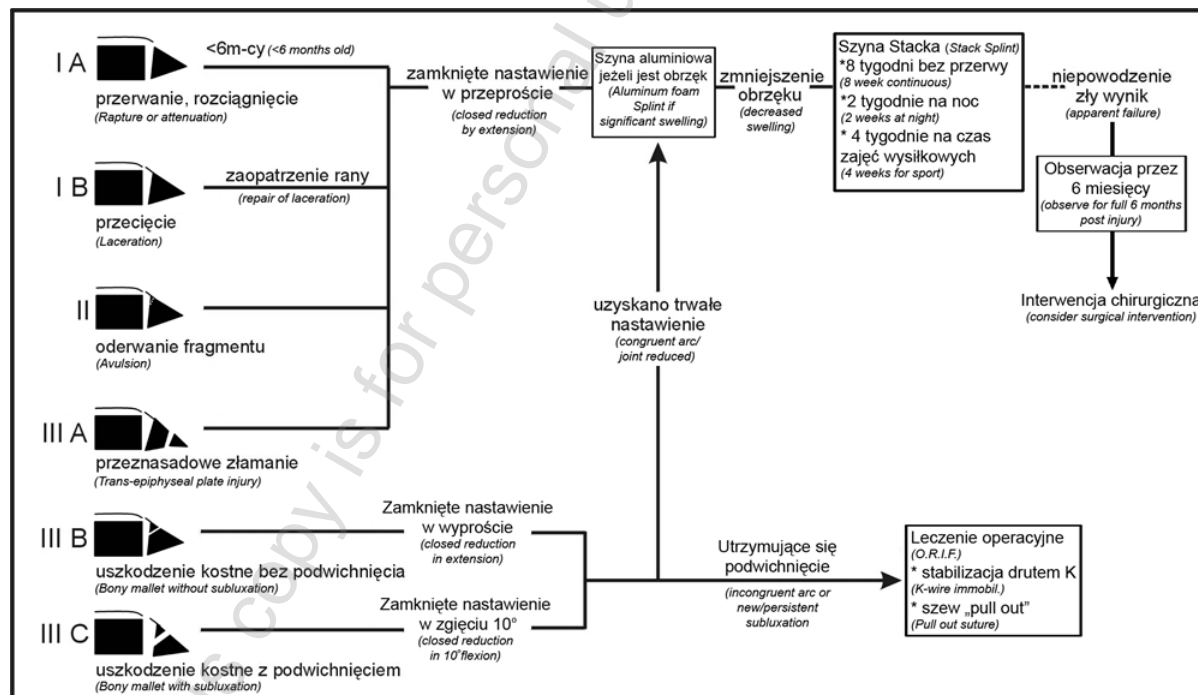 I A
<6m-cy (<6 months old)
przerwanie, rozciągnięcie
(Rapture or attenuation)
I B
zaopatrzenie rany
(repair of laceration)
przecięcie
(Laceration)
II
oderwanie fragmentu
(Avulsion)
III A
przeznasadowe złamanie
(Trans-epiphyseal plate injury)
III B
uszkodzenie kostne bez podwichnięcia
(Bony mallet without subluxation)
III C
uszkodzenie kostne z podwichnięciem
(Bony mallet with subluxation)
zamknięte nastawienie
w przeproście
(closed reduction
by extension)
Szyna aluminiowa
jeżeli jest obrzęk
(Aluminum foam
Splint if
significant swelling)
zmniejszenie
obrzęku
(decreased
swelling)
Szyna Stacka (Stack Splint)
*8 tygodni bez przerwy
(8 week continuous)
*2 tygodnie na noc
(2 weeks at night)
* 4 tygodnie na czas
zajęć wysiłkowych
(4 weeks for sport)
niepowodzenie
zły wynik
(apparent failure)
Obserwacja przez
6 miesięcy
(observe for full 6 months
post injury)
Interwencja chirurgiczna
(consider surgical intervention)
uzyskano trwałe
nastawienie
(congruent arc/
joint reduced)
Zamknięte nastawienie
w wyproście
(closed reduction
in extension)
Zamknięte nastawienie
w zgięciu 10°
(closed reduction
in 10°flexion)
Utrzymujące się
podwichnięcie
(incongruent arc or
new/persistent
subluxation
Leczenie operacyjne
(O.R.I.F.)
* stabilizacja drutem K
(K-wire immobil.)
* szew „pull out”
(Pull out suture)
is copy is for personal u